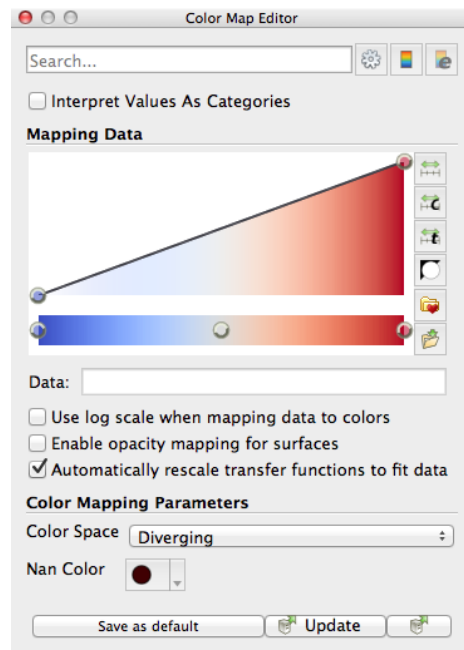 Color Map Editor
Search...
Interpret Values As Categories
Mapping Data
Data:
Use log scale when mapping data to colors
Enable opacity mapping for surfaces
Automatically rescale transfer functions to fit data
Color Mapping Parameters
Color Space Diverging
Nan Color
Save as default Update